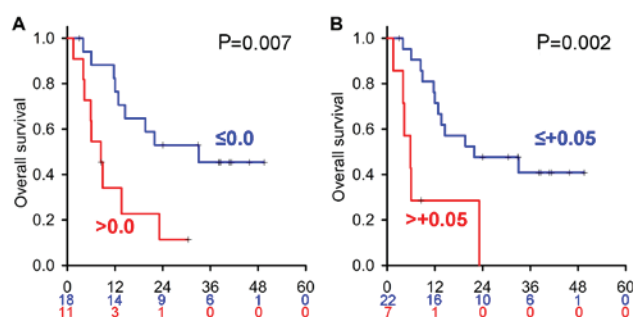 A
P=0.007
1.0
0.8
0.6
0.4
0.2
0.0
Overall survival
≤0.0
>0.0
0 12 24 36 48 60
18 14 9 6 1 0
11 3 1 0 0 0
B
P=0.002
1.0
0.8
0.6
0.4
0.2
0.0
Overall survival
≤+0.05
>+0.05
0 12 24 36 48 60
22 16 10 6 1 0
7 1 0 0 0 0